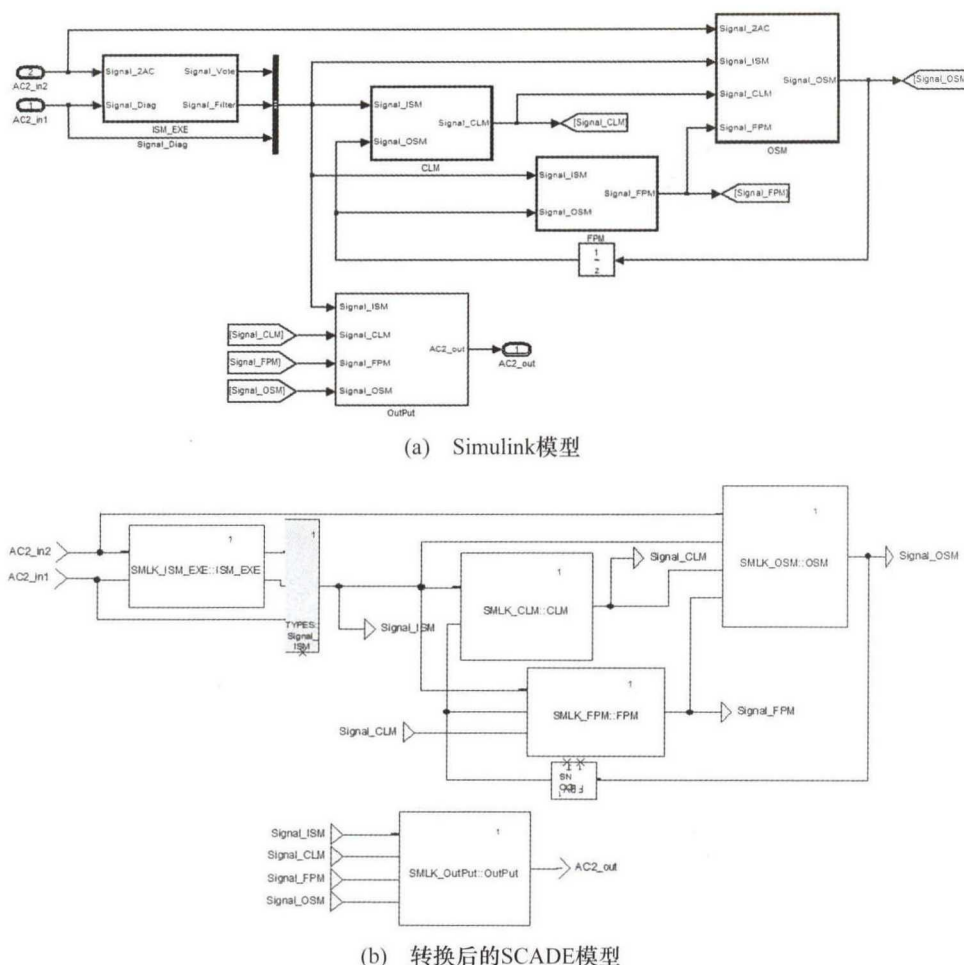 Signal_2AC
Signal_ISM
Signal_CLM
Signal_FPM
Signal_OSM
OSM
[Signal_OSM
2
AC2_in2
1
AC2_in1
Signal_2AC
Signal_Vote
Signal_Diag
Signal_Filter
ISM_EXE
Signal_Diag
Signal_ISM
Signal_CLM
Signal_OSM
CLM
[Signal_CLM]
Signal_ISM
Signal_FPM
Signal_OSM
FPM
[Signal_FPM]
1
z
Signal_ISM
Signal_CLM
Signal_FPM
Signal_OSM
AC2_out
OutPut
[Signal_CLM]
[Signal_FPM]
[Signal_OSM]
1
AC2_out
(a) Simulink模型
AC2_in2
AC2_in1
1
SMLK_ISM_EXE::ISM_EXE
1
TYPES:
Signal_
ISM
Signal_ISM
1
SMLK_CLM::CLM
Signal_CLM
1
SMLK_OSM::OSM
Signal_OSM
1
SMLK_FPM::FPM
Signal_CLM
Signal_FPM
Signal_ISM
Signal_CLM
Signal_FPM
Signal_OSM
1
SMLK_OutPut::OutPut
AC2_out
(b) 转换后的SCADE模型